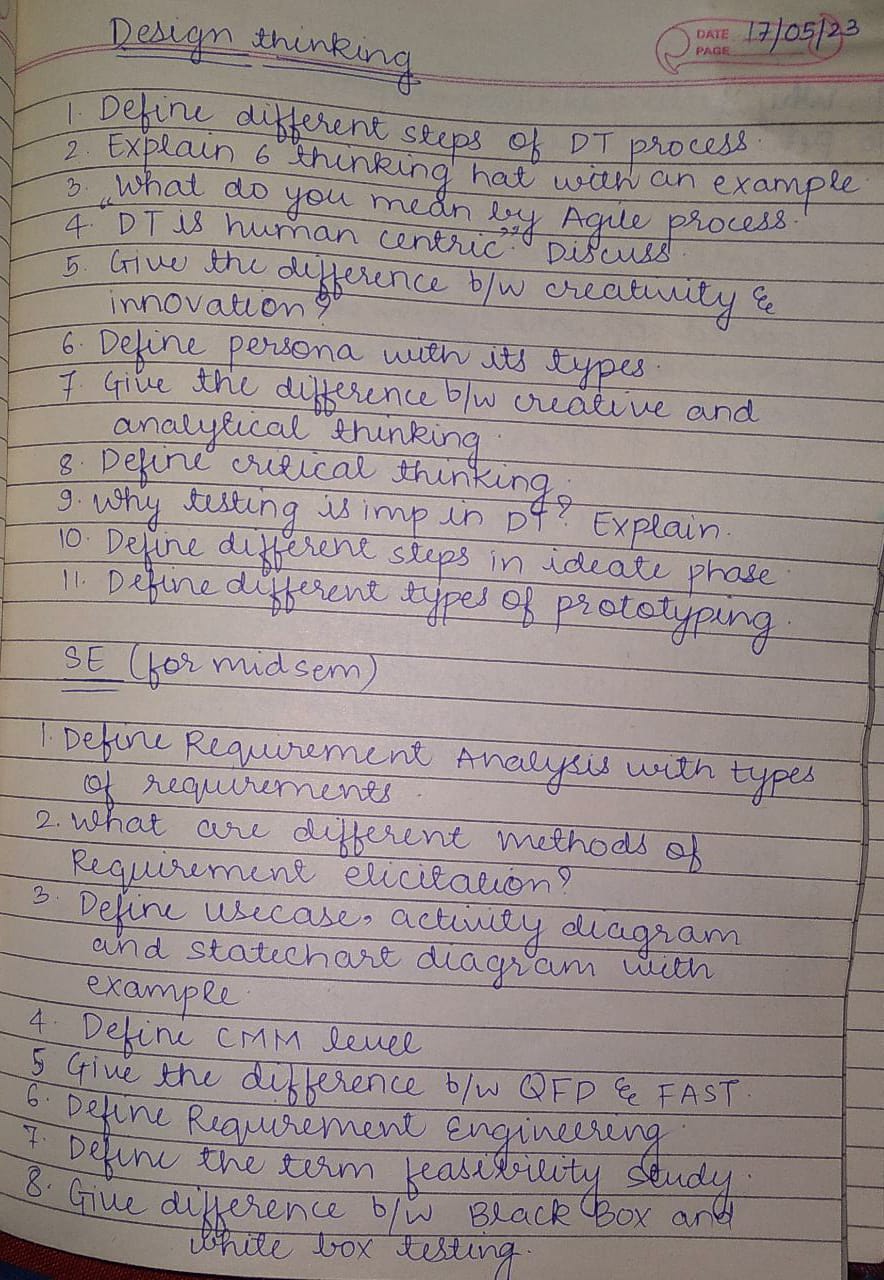 Design thinking
DATE 17/05/23
PAGE
1. Define different steps of DT process.
2. Explain 6 thinking hat with an example
3. What do you mean by Agile process.
4. "DT is human centric". Discuss
5. Give the difference b/w creativity &
innovation?
6. Define persona with its types.
7. Give the difference b/w creative and
analytical thinking.
8. Define critical thinking.
9. Why testing is imp in DT? Explain.
10. Define different steps in ideate phase
11. Define different types of prototyping.
SE (for midsem)
1. Define Requirement Analysis with types
of requirements.
2. What are different methods of
Requirement elicitation?
3. Define usecase, activity diagram
and statechart diagram with
example.
4. Define CMM level
5 Give the difference b/w QFD & FAST.
6. Define Requirement Engineering.
7. Define the term feasibility study.
8. Give difference b/w Black Box and
white box testing.